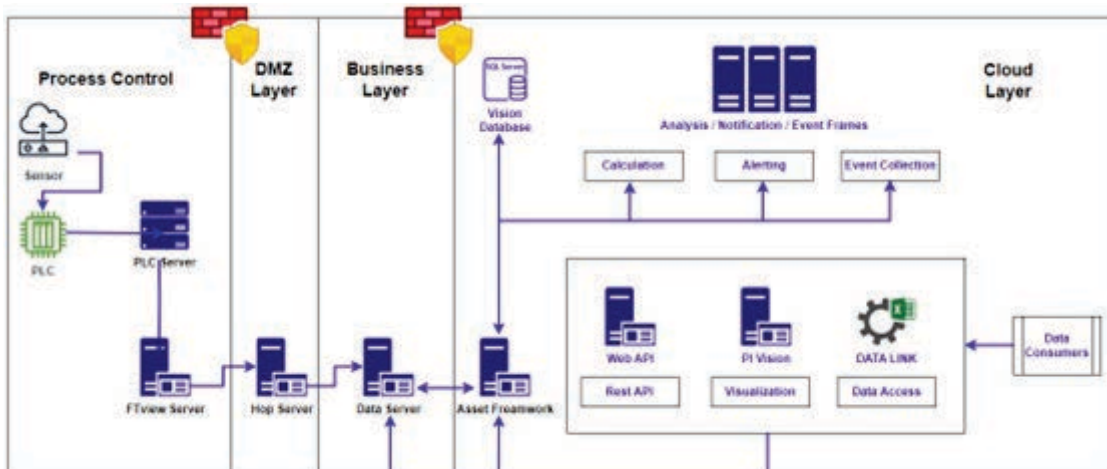 Process Control
DMZ
Layer
Business
Layer
Cloud
Layer
SQL Server
Vision
Database
Analysis / Notification / Event Frames
Calculation
Alerting
Event Collection
Sensor
PLC
PLC Server
Web API
PI Vision
DATA LINK
Rest API
Visualization
Data Access
Data
Consumers
FTview Server
Hop Server
Data Server
Asset Freamwork